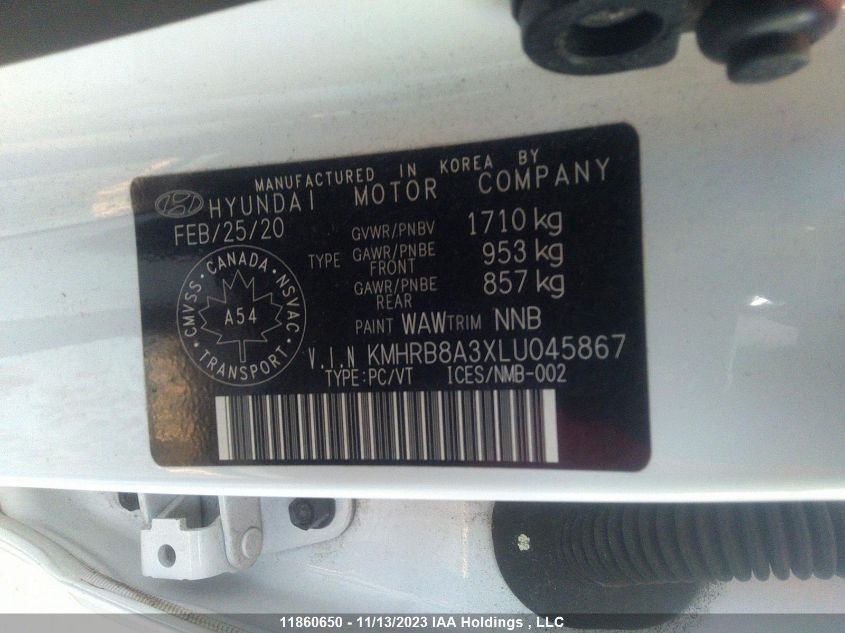 MANUFACTURED IN KOREA BY
HYUNDAI MOTOR COMPANY
FEB/25/20
GVWR/PNBV 1710 kg
TYPE GAWR/PNBE FRONT 953 kg
GAWR/PNBE REAR 857 kg
PAINT WAW TRIM NNB
CMVSS · CANADA · NSVAC · TRANSPORT ·
A54
V.I.N KMHRB8A3XLU045867
TYPE:PC/VT ICES/NMB-002
11860650 - 11/13/2023 IAA Holdings , LLC